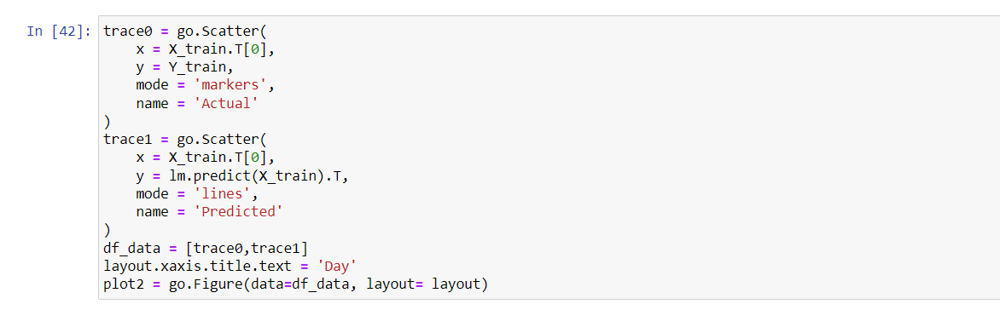 In [42]: trace0 = go.Scatter(
    x = X_train.T[0],
    y = Y_train,
    mode = 'markers',
    name = 'Actual'
)
trace1 = go.Scatter(
    x = X_train.T[0],
    y = lm.predict(X_train).T,
    mode = 'lines',
    name = 'Predicted'
)
df_data = [trace0,trace1]
layout.xaxis.title.text = 'Day'
plot2 = go.Figure(data=df_data, layout= layout)